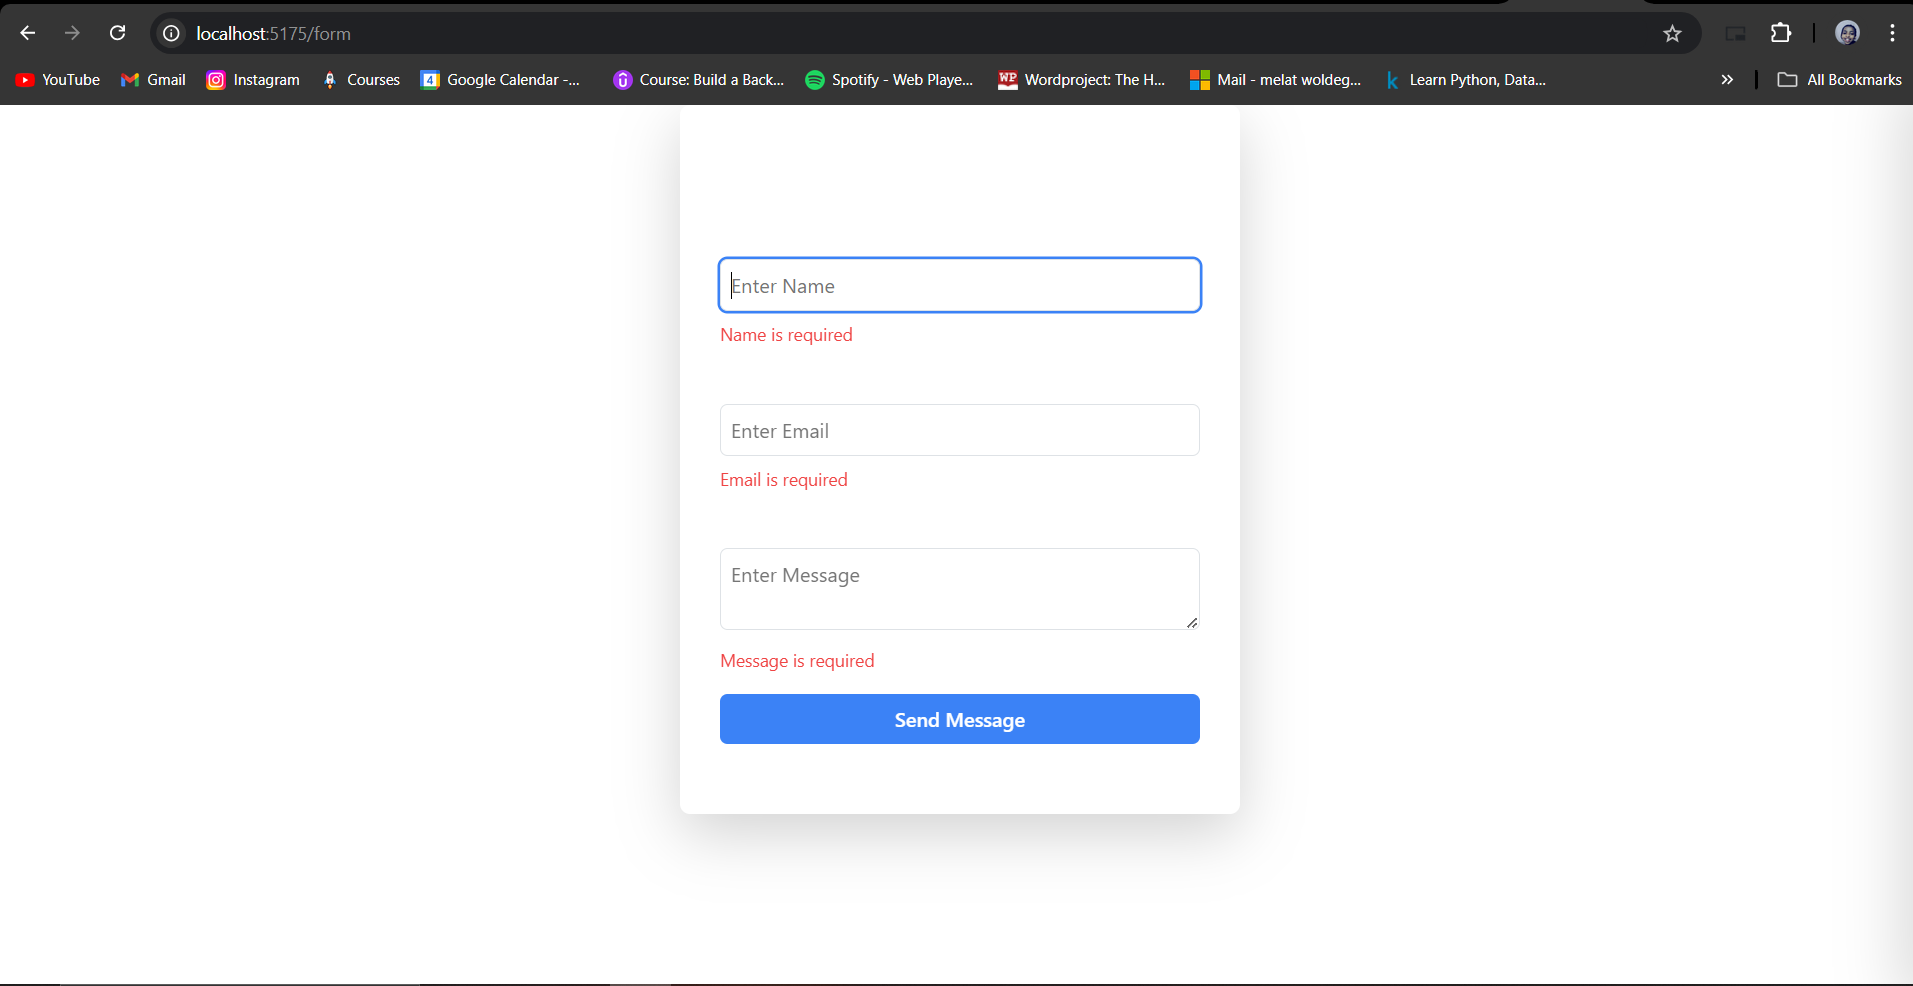 localhost:5175/form
YouTube Gmail Instagram Courses 4 Google Calendar -... Course: Build a Back... Spotify - Web Playe... WP Wordproject: The H... Mail - melat woldeg... k Learn Python, Data... » All Bookmarks
Enter Name
Name is required
Enter Email
Email is required
Enter Message
Message is required
Send Message